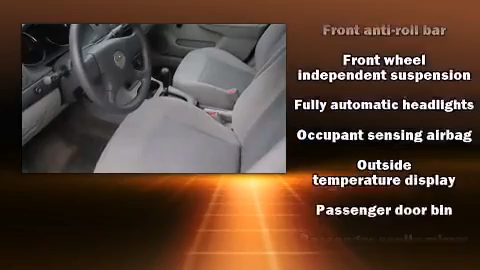 Front anti-roll bar
Front wheel
independent suspension
Fully automatic headlights
Occupant sensing airbag
Outside
temperature display
Passenger door bin